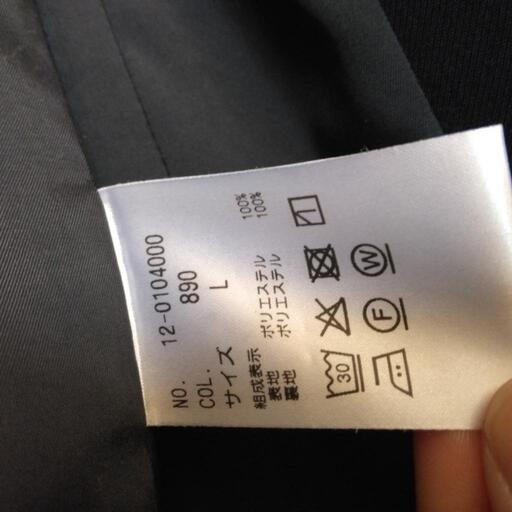 NO. 12-0104000
COL. 890
サイズ L
組成表示
表地 ポリエステル 100%
裏地 ポリエステル 100%
30
F W